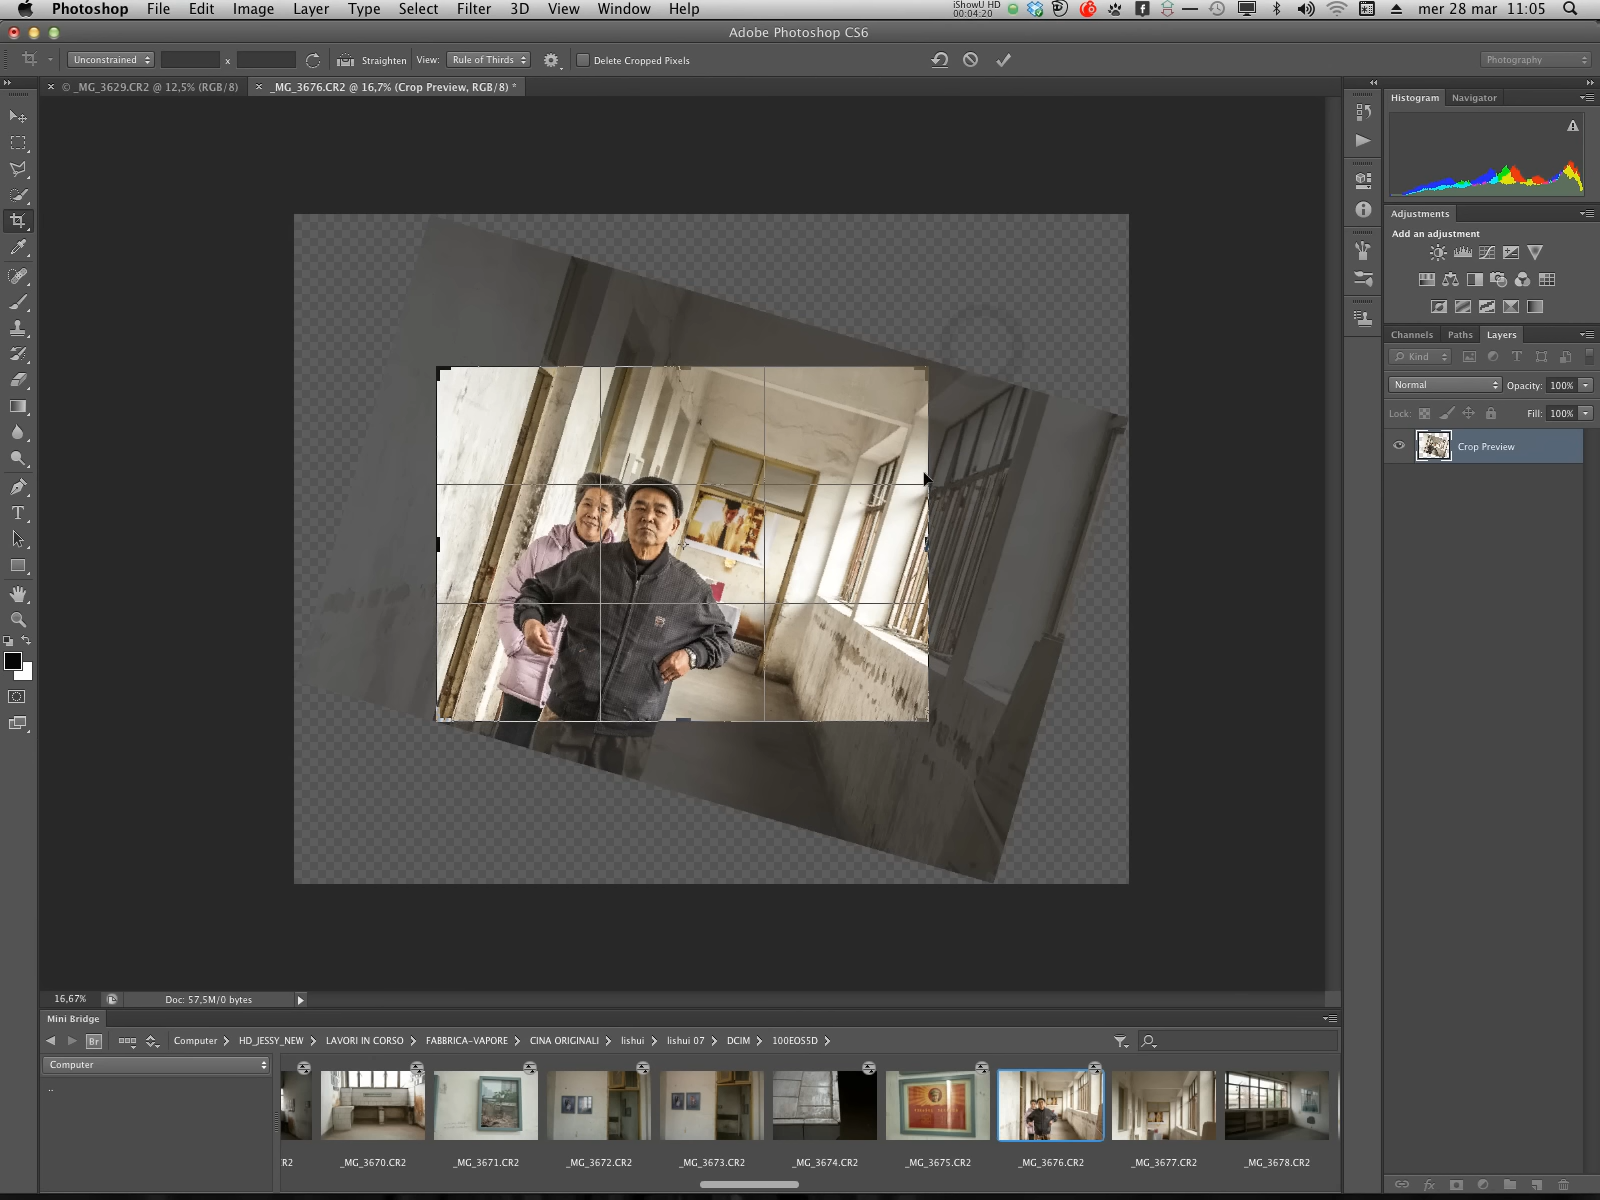 Photoshop File Edit Image Layer Type Select Filter 3D View Window Help iShowU HD 00:04:20 mer 28 mar 11:05
Adobe Photoshop CS6
Unconstrained x Straighten View: Rule of Thirds Delete Cropped Pixels Photography
© _MG_3629.CR2 @ 12,5% (RGB/8) _MG_3676.CR2 @ 16,7% (Crop Preview, RGB/8) *
Histogram Navigator
Adjustments
Add an adjustment
Channels Paths Layers
Kind
Normal Opacity: 100%
Lock: Fill: 100%
Crop Preview
16,67% Doc: 57,5M/0 bytes
Mini Bridge
Br Computer HD_JESSY_NEW LAVORI IN CORSO FABBRICA-VAPORE CINA ORIGINALI lishui lishui 07 DCIM 100EOS5D
Computer
..
R2 _MG_3670.CR2 _MG_3671.CR2 _MG_3672.CR2 _MG_3673.CR2 _MG_3674.CR2 _MG_3675.CR2 _MG_3676.CR2 _MG_3677.CR2 _MG_3678.CR2